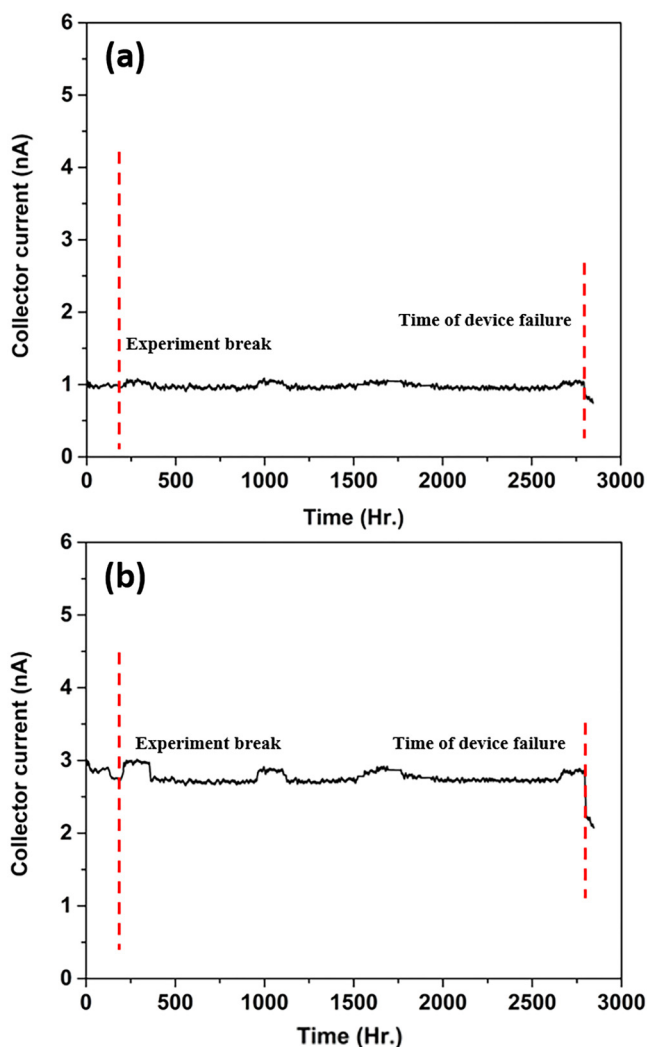 (a)
Collector current (nA)
6
5
4
3
2
1
0
Experiment break
Time of device failure
0 500 1000 1500 2000 2500 3000
Time (Hr.)
(b)
Collector current (nA)
6
5
4
3
2
1
0
Experiment break
Time of device failure
0 500 1000 1500 2000 2500 3000
Time (Hr.)